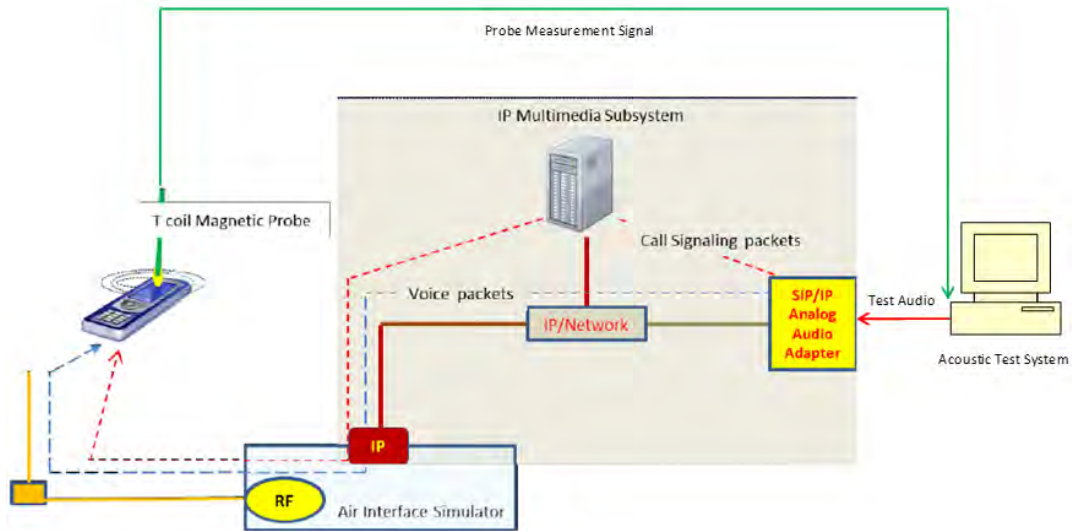 Probe Measurement Signal
IP Multimedia Subsystem
T coil Magnetic Probe
Call Signaling packets
Voice packets
SIP/IP
Analog
Audio
Adapter
Test Audio
IP/Network
Acoustic Test System
IP
RF
Air Interface Simulator